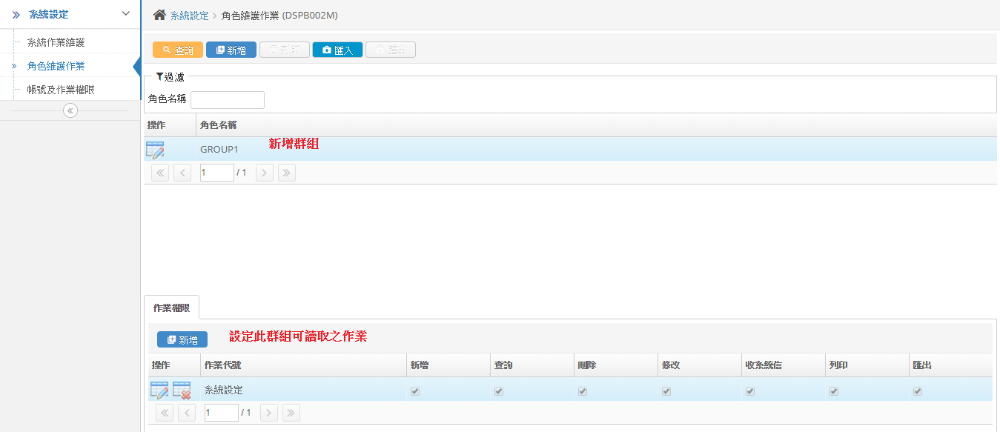 系統設定
系統作業維護
角色維護作業
帳號及作業權限
系統設定 > 角色維護作業 (DSPB002M)
查詢 新增 列印 匯入 匯出
過濾
角色名稱
操作 角色名稱
GROUP1 新增群組
1 / 1
作業權限
新增 設定此群組可讀取之作業
操作 作業代號 新增 查詢 刪除 修改 收系統信 列印 匯出
系統設定
1 / 1